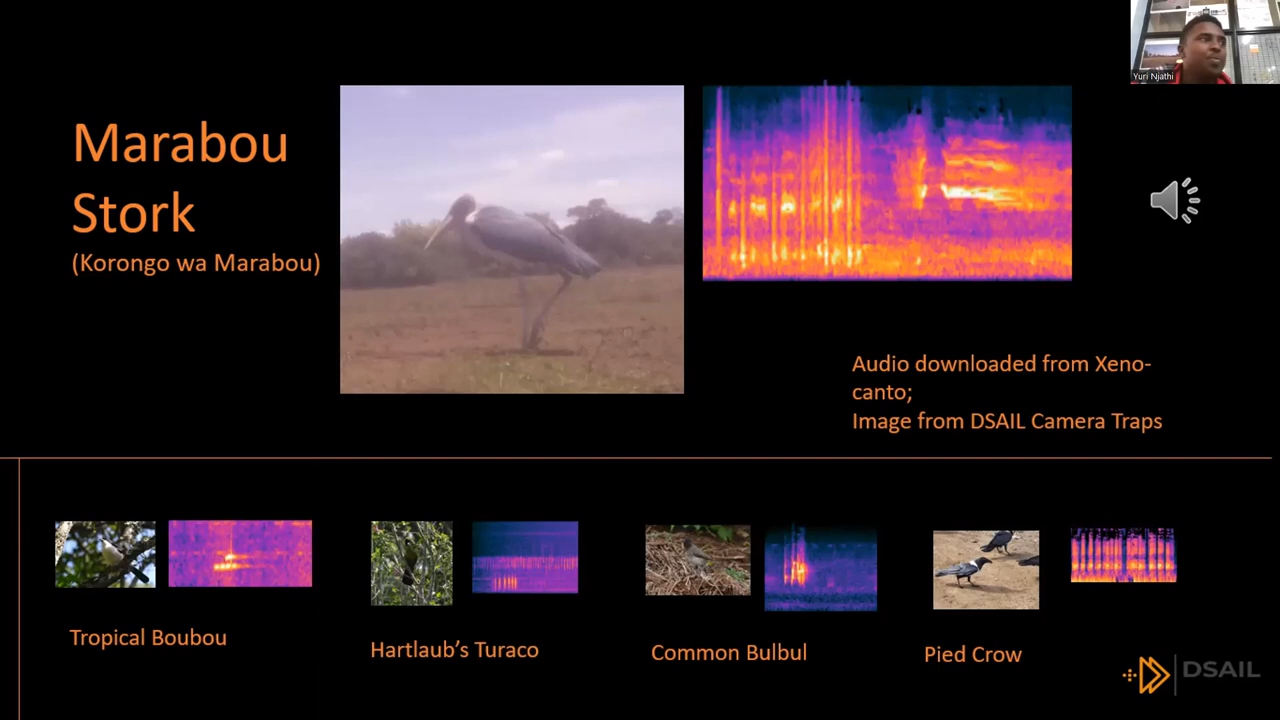 Yuri Njathi
Marabou
Stork
(Korongo wa Marabou)
Audio downloaded from Xeno-
canto;
Image from DSAIL Camera Traps
Tropical Boubou
Hartlaub’s Turaco
Common Bulbul
Pied Crow
DSAIL